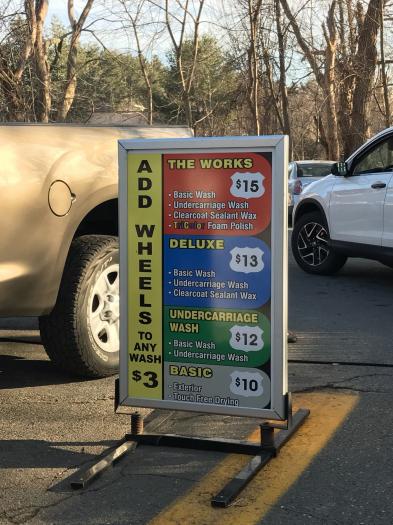 ADD WHEELS
TO
ANY
WASH
$3
THE WORKS
$15
• Basic Wash
• Undercarriage Wash
• Clearcoat Sealant Wax
• TriColor Foam Polish
DELUXE
$13
• Basic Wash
• Undercarriage Wash
• Clearcoat Sealant Wax
UNDERCARRIAGE
WASH
$12
• Basic Wash
• Undercarriage Wash
BASIC
$10
• Exterior
• Touch Free Drying